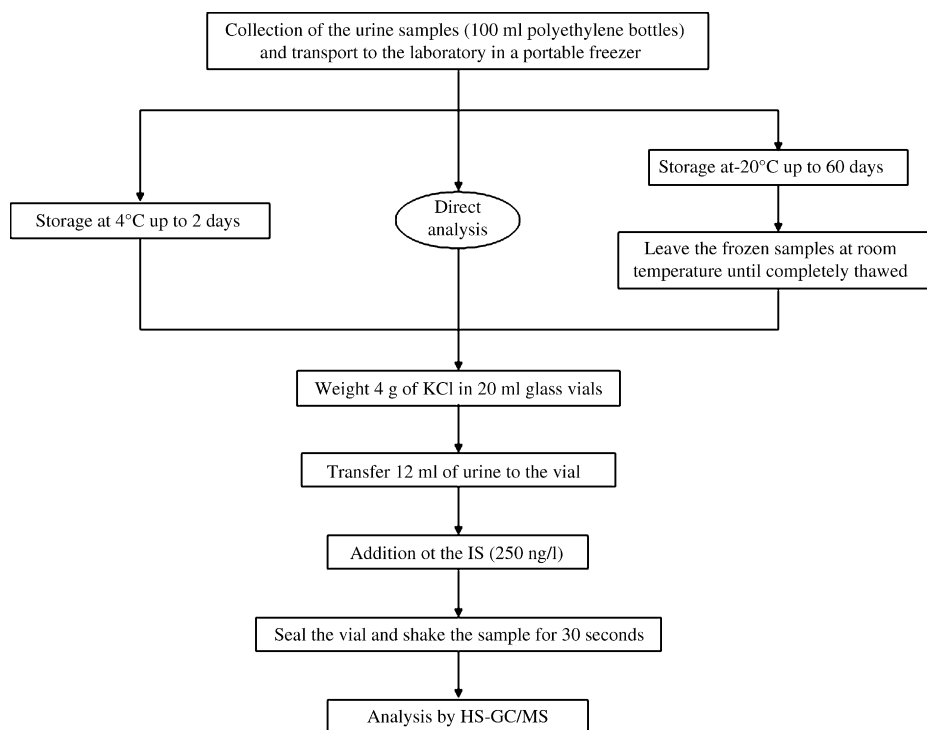 Collection of the urine samples (100 ml polyethylene bottles)
and transport to the laboratory in a portable freezer
Storage at-20°C up to 60 days
Storage at 4°C up to 2 days
Direct
analysis
Leave the frozen samples at room
temperature until completely thawed
Weight 4 g of KCl in 20 ml glass vials
Transfer 12 ml of urine to the vial
Addition ot the IS (250 ng/l)
Seal the vial and shake the sample for 30 seconds
Analysis by HS-GC/MS